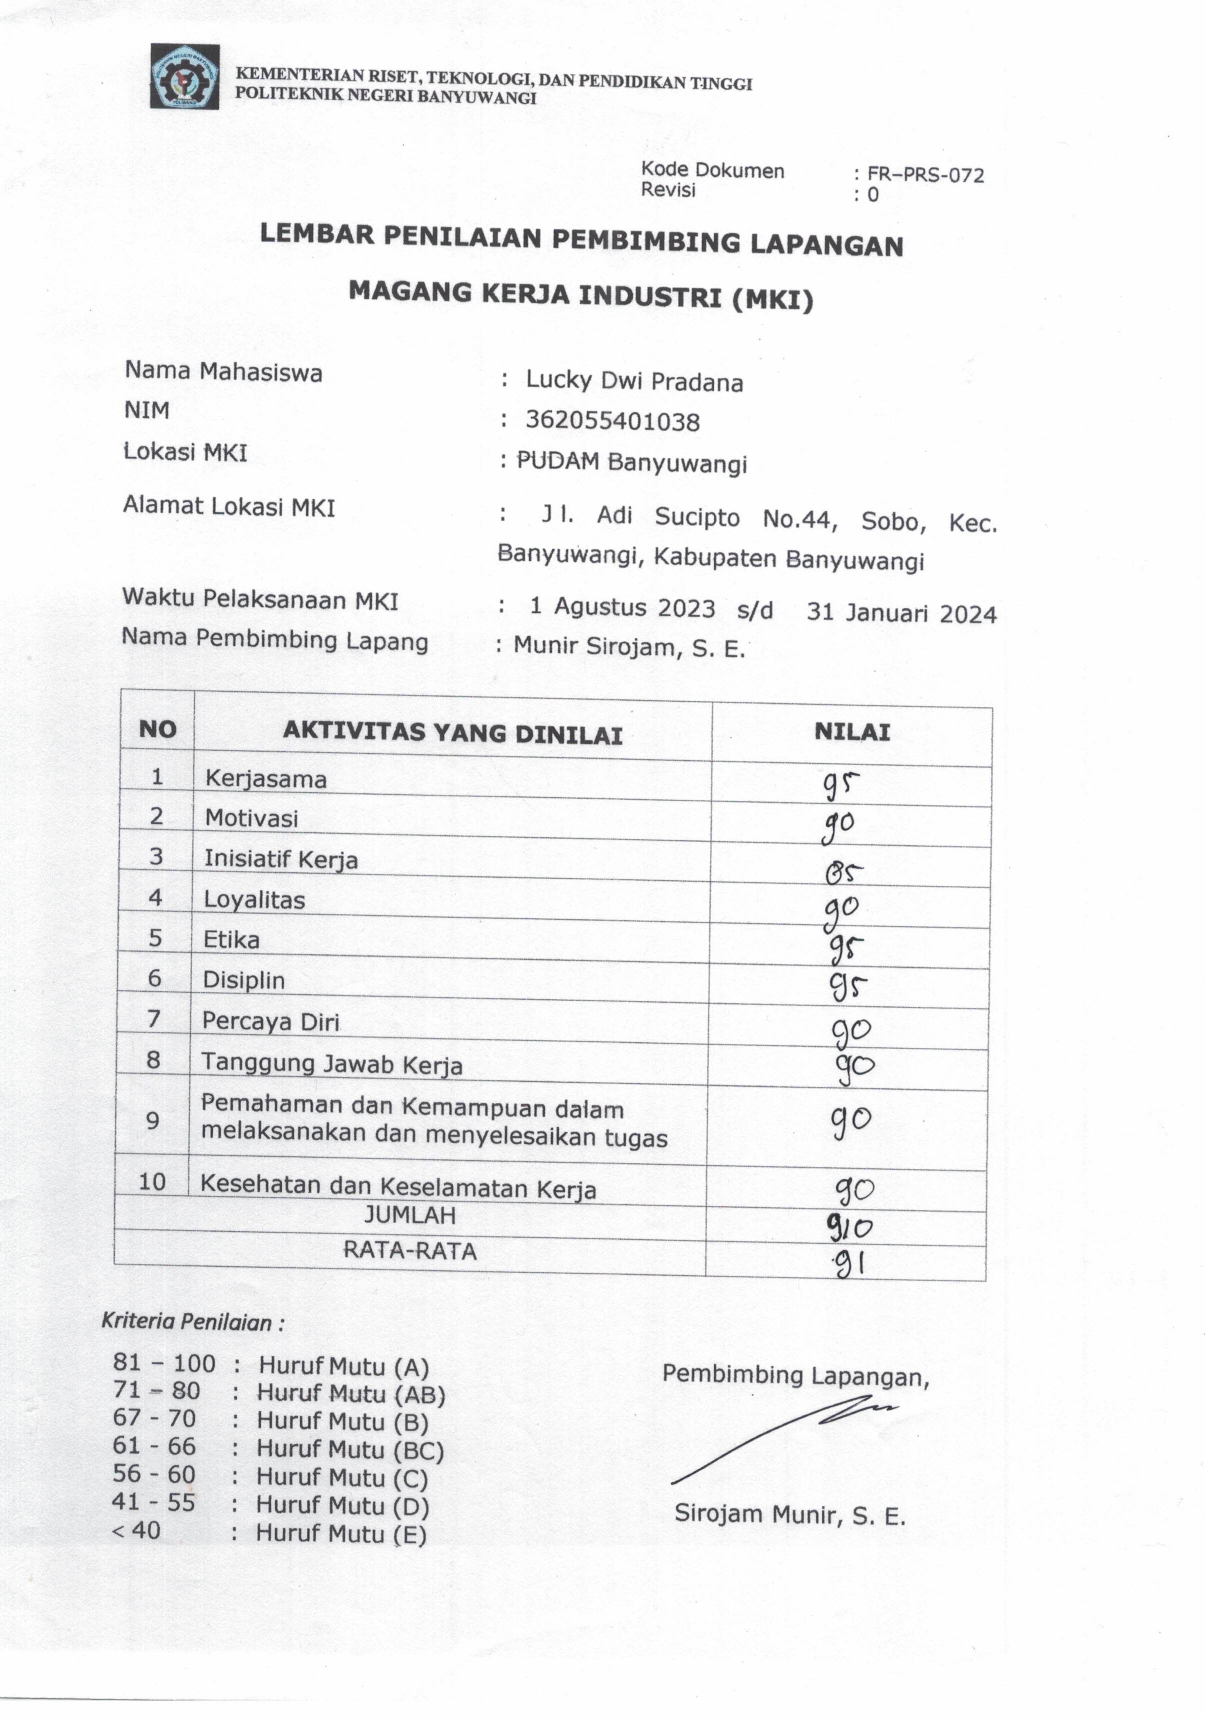 KEMENTERIAN RISET, TEKNOLOGI, DAN PENDIDIKAN TINGGI
POLITEKNIK NEGERI BANYUWANGI
Kode Dokumen : FR–PRS-072
Revisi : 0
LEMBAR PENILAIAN PEMBIMBING LAPANGAN
MAGANG KERJA INDUSTRI (MKI)
Nama Mahasiswa : Lucky Dwi Pradana
NIM : 362055401038
Lokasi MKI : PUDAM Banyuwangi
Alamat Lokasi MKI : Jl. Adi Sucipto No.44, Sobo, Kec.
Banyuwangi, Kabupaten Banyuwangi
Waktu Pelaksanaan MKI : 1 Agustus 2023 s/d 31 Januari 2024
Nama Pembimbing Lapang : Munir Sirojam, S. E.
NO AKTIVITAS YANG DINILAI NILAI
1 Kerjasama 95
2 Motivasi 90
3 Inisiatif Kerja 85
4 Loyalitas 90
5 Etika 95
6 Disiplin 95
7 Percaya Diri 90
8 Tanggung Jawab Kerja 90
9 Pemahaman dan Kemampuan dalam
melaksanakan dan menyelesaikan tugas 90
10 Kesehatan dan Keselamatan Kerja 90
JUMLAH 910
RATA-RATA 91
Kriteria Penilaian :
81 – 100 : Huruf Mutu (A)
71 – 80 : Huruf Mutu (AB)
67 - 70 : Huruf Mutu (B)
61 - 66 : Huruf Mutu (BC)
56 - 60 : Huruf Mutu (C)
41 - 55 : Huruf Mutu (D)
< 40 : Huruf Mutu (E)
Pembimbing Lapangan,
Sirojam Munir, S. E.